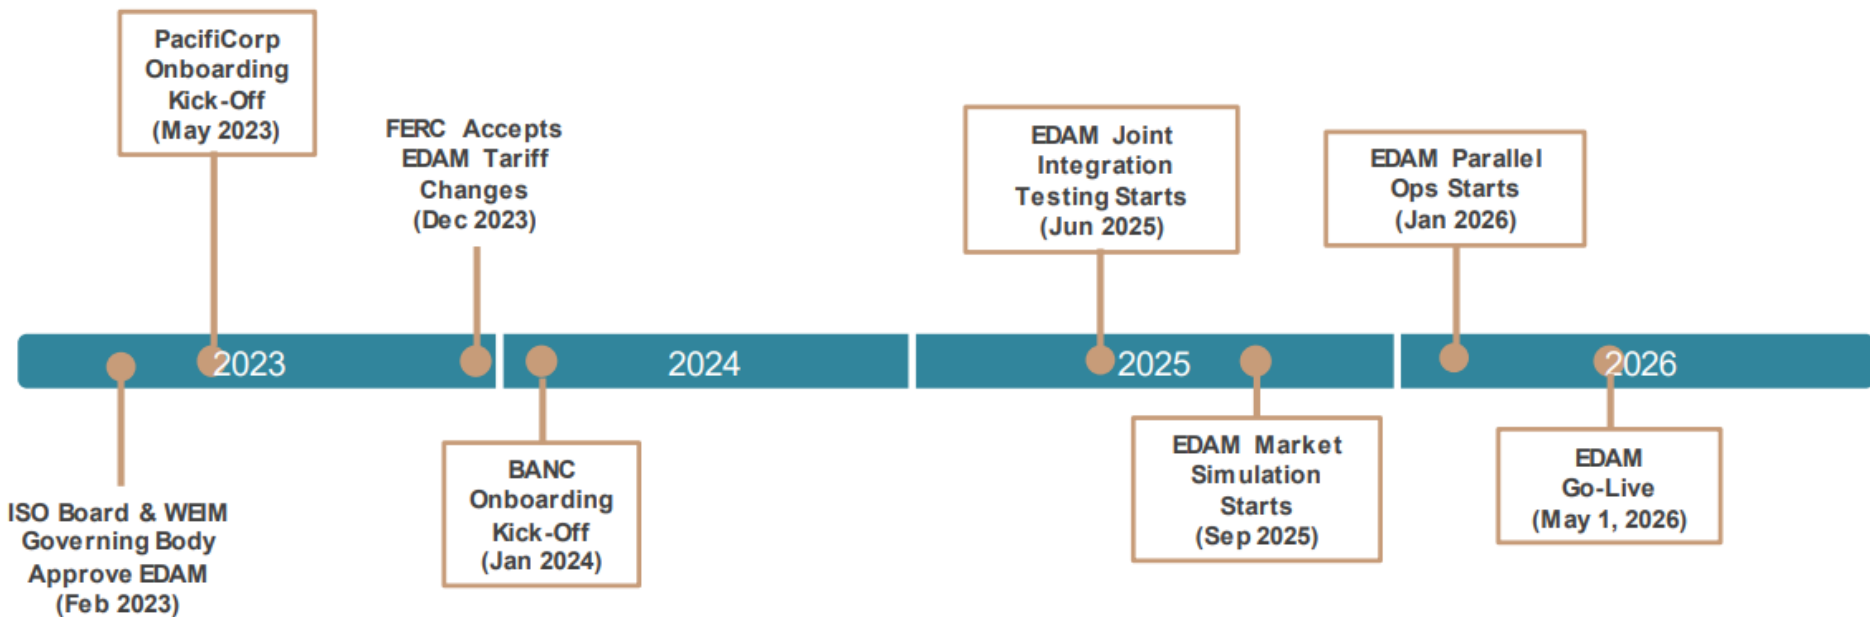 PacifiCorp
Onboarding
Kick-Off
(May 2023)
FERC Accepts
EDAM Tariff
Changes
(Dec 2023)
EDAM Joint
Integration
Testing Starts
(Jun 2025)
EDAM Parallel
Ops Starts
(Jan 2026)
2023
2024
2025
2026
ISO Board & WEIM
Governing Body
Approve EDAM
(Feb 2023)
BANC
Onboarding
Kick-Off
(Jan 2024)
EDAM Market
Simulation
Starts
(Sep 2025)
EDAM
Go-Live
(May 1, 2026)